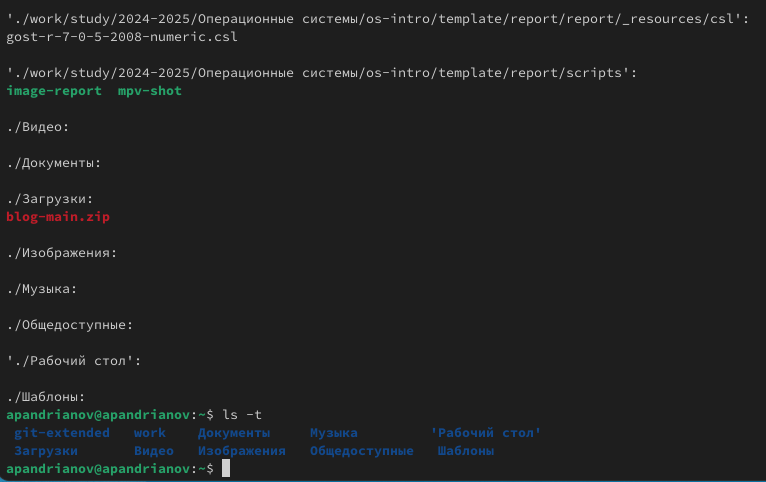 './work/study/2024-2025/Операционные системы/os-intro/template/report/report/_resources/csl':
gost-r-7-0-5-2008-numeric.csl
'./work/study/2024-2025/Операционные системы/os-intro/template/report/scripts':
image-report  mpv-shot
./Видео:
./Документы:
./Загрузки:
blog-main.zip
./Изображения:
./Музыка:
./Общедоступные:
'./Рабочий стол':
./Шаблоны:
apandrianov@apandrianov:~$ ls -t
git-extended   work   Документы     Музыка         'Рабочий стол'
Загрузки       Видео  Изображения   Общедоступные   Шаблоны
apandrianov@apandrianov:~$